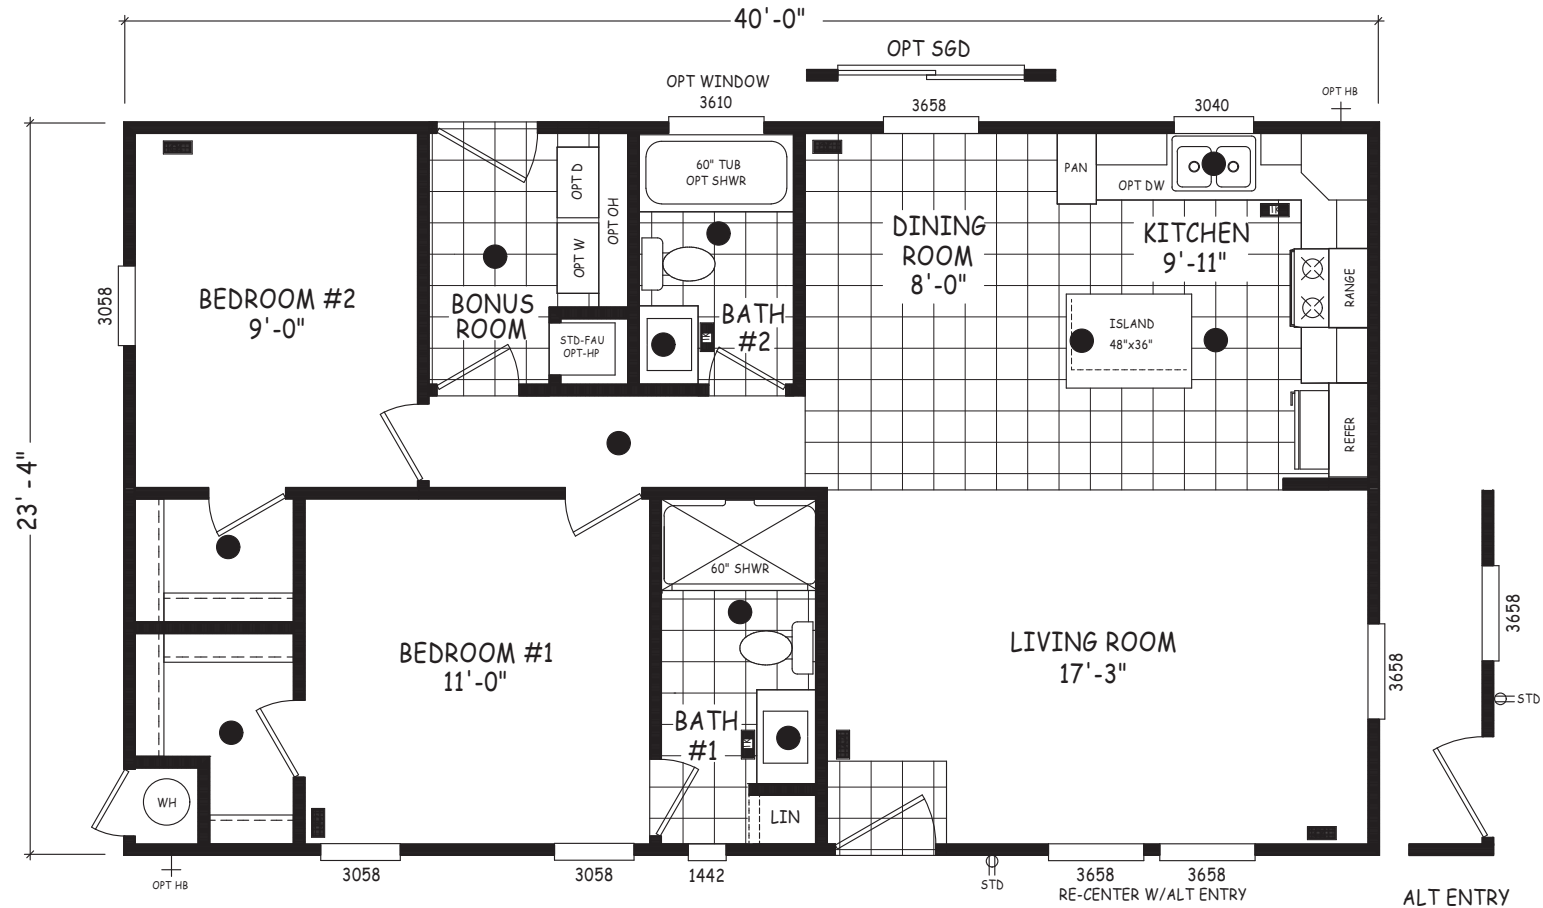 40'-0"
OPT SGD
OPT WINDOW
3610
3658
3040
OPT HB
60" TUB
OPT SHWR
OPT D
OPT OH
OPT W
PAN
OPT DW
DINING
ROOM
8'-0"
KITCHEN
9'-11"
RANGE
BEDROOM #2
9'-0"
3058
BONUS
ROOM
BATH
#2
STD-FAU
OPT-HP
ISLAND
48"x36"
REFER
23'-4"
60" SHWR
BEDROOM #1
11'-0"
LIVING ROOM
17'-3"
3658
3658
STD
BATH
#1
WH
LIN
OPT HB
3058
3058
1442
STD
3658
3658
RE-CENTER W/ALT ENTRY
ALT ENTRY